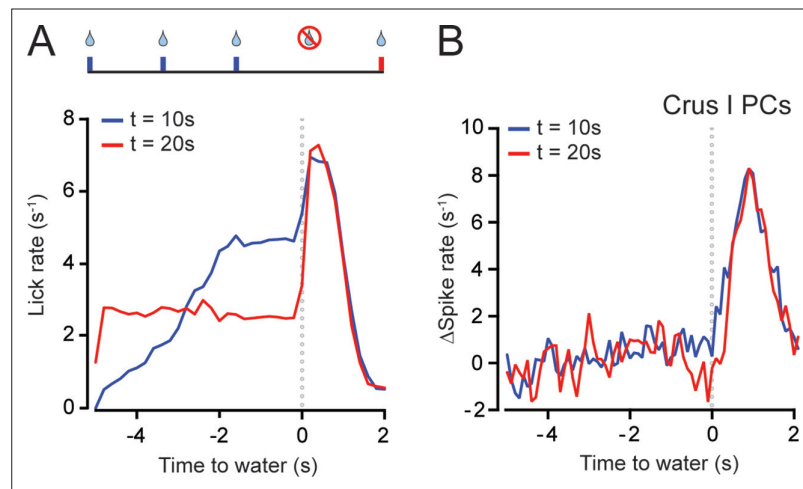 A
8
6
4
2
0
t = 10s
t = 20s
Lick rate (s⁻¹)
-4
-2
0
2
Time to water (s)
B
Crus I PCs
10
8
6
4
2
0
-2
t = 10s
t = 20s
ΔSpike rate (s⁻¹)
-4
-2
0
2
Time to water (s)